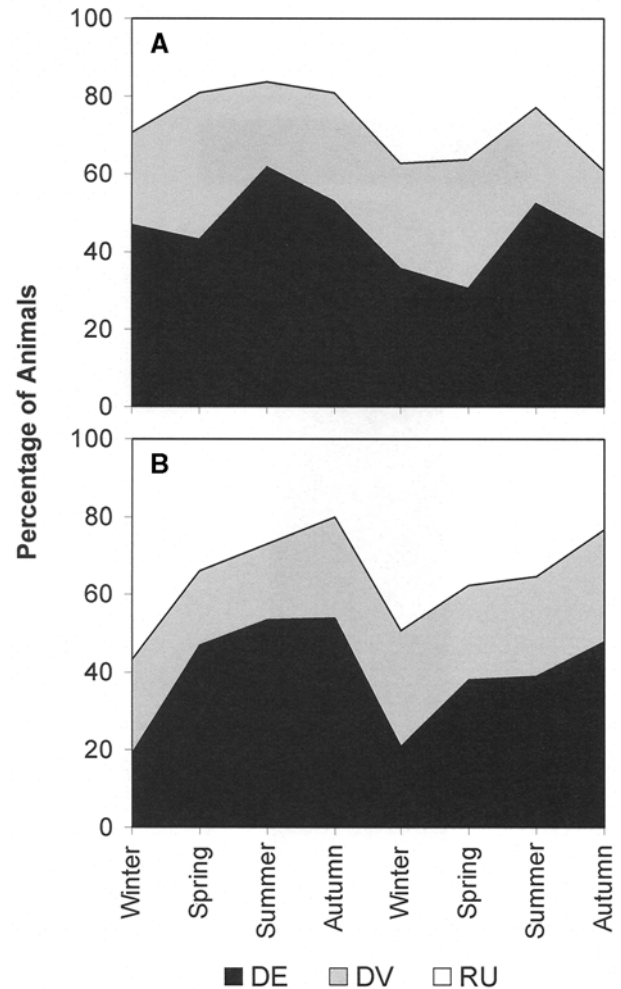 Percentage of Animals
A
100
80
60
40
20
0
B
100
80
60
40
20
0
Winter
Spring
Summer
Autumn
Winter
Spring
Summer
Autumn
DE DV RU